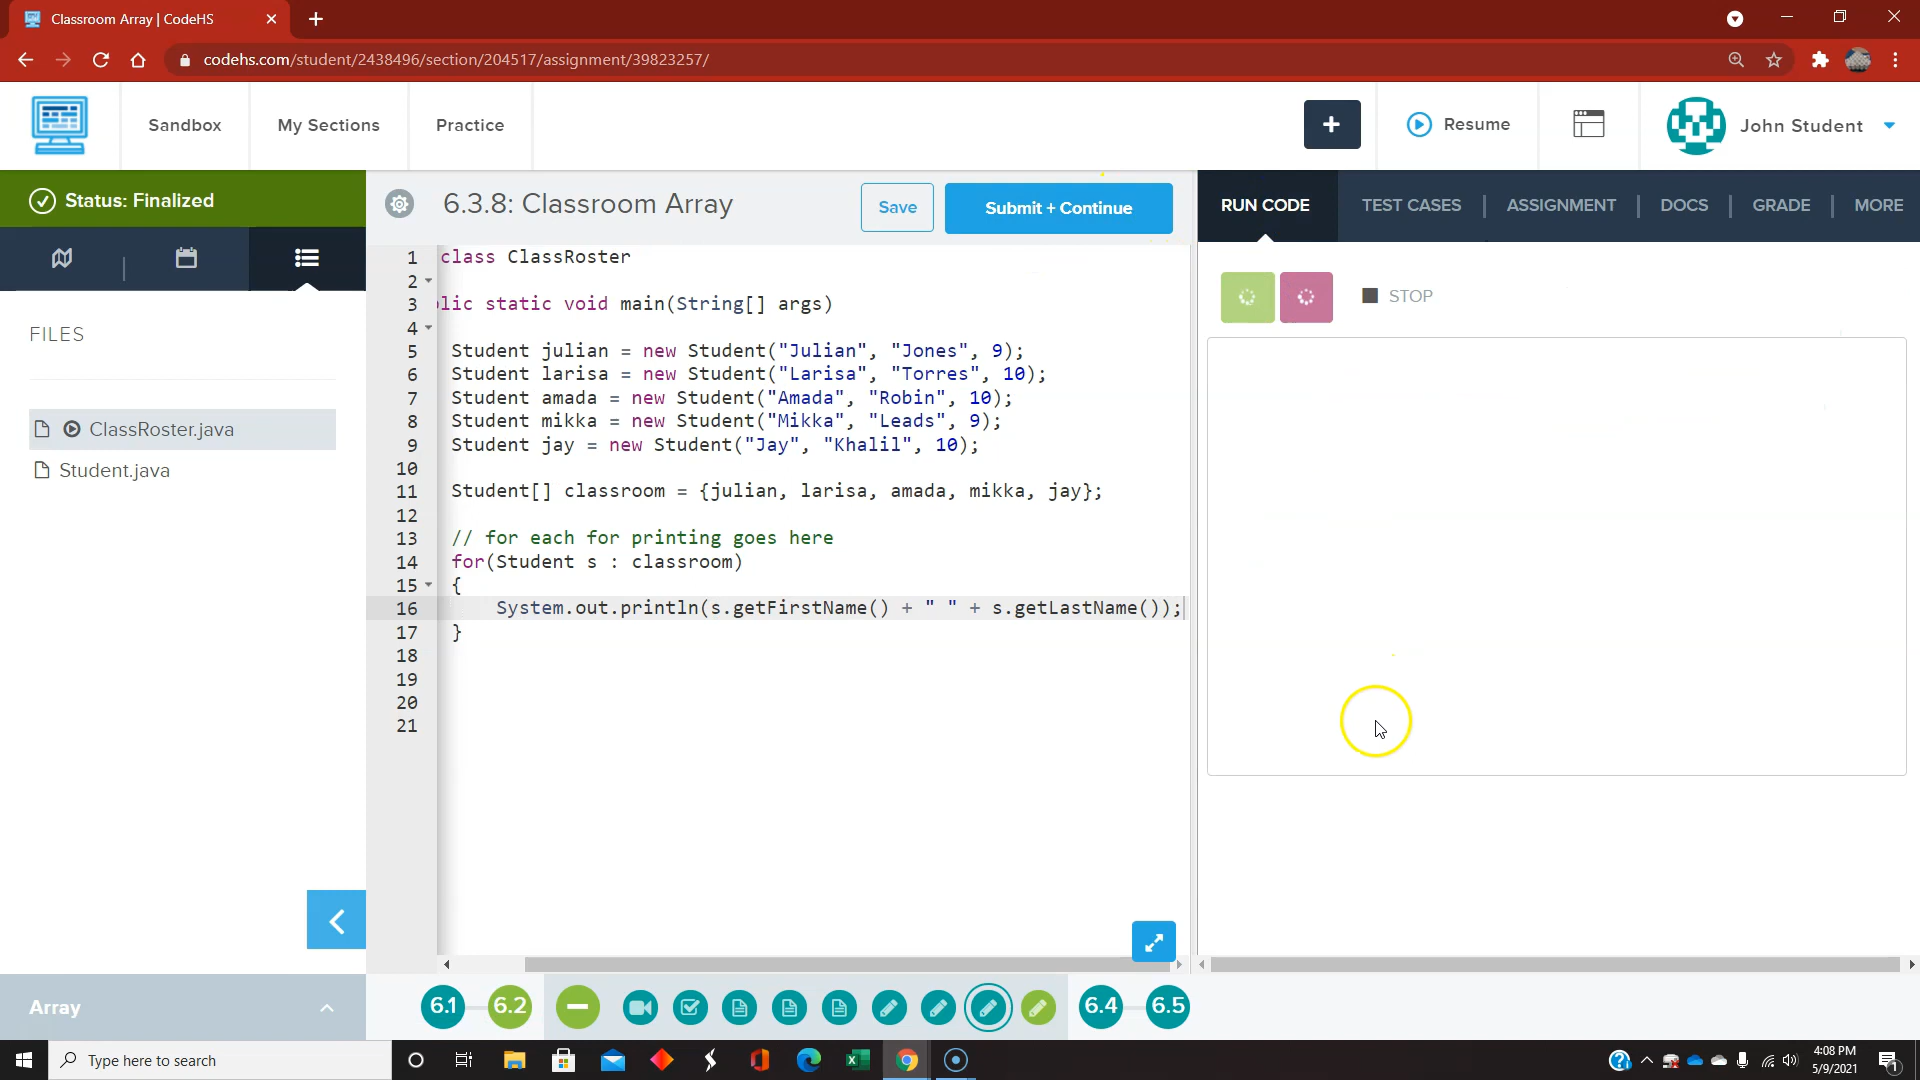 Classroom Array | CodeHS
codehs.com/student/2438496/section/204517/assignment/39823257/
Sandbox
My Sections
Practice
+
Resume
John Student
Status: Finalized
6.3.8: Classroom Array
Save
Submit + Continue
RUN CODE
TEST CASES
ASSIGNMENT
DOCS
GRADE
MORE
STOP
FILES
ClassRoster.java
Student.java
1 class ClassRoster
2
3 lic static void main(String[] args)
4
5 Student julian = new Student("Julian", "Jones", 9);
6 Student larisa = new Student("Larisa", "Torres", 10);
7 Student amada = new Student("Amada", "Robin", 10);
8 Student mikka = new Student("Mikka", "Leads", 9);
9 Student jay = new Student("Jay", "Khalil", 10);
10
11 Student[] classroom = {julian, larisa, amada, mikka, jay};
12
13 // for each for printing goes here
14 for(Student s : classroom)
15 {
16 System.out.println(s.getFirstName() + " " + s.getLastName());
17 }
18
19
20
21
Array
6.1
6.2
6.4
6.5
Type here to search
4:08 PM
5/9/2021
1